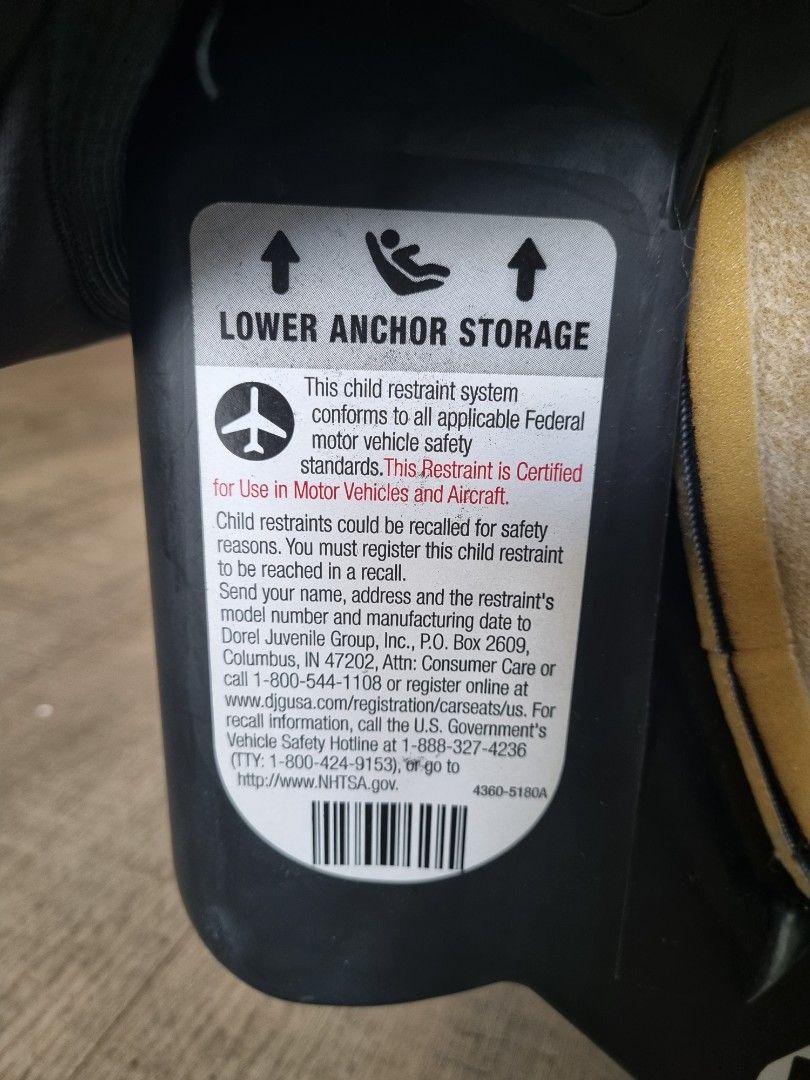 LOWER ANCHOR STORAGE
This child restraint system
conforms to all applicable Federal
motor vehicle safety
standards.This Restraint is Certified
for Use in Motor Vehicles and Aircraft.
Child restraints could be recalled for safety
reasons. You must register this child restraint
to be reached in a recall.
Send your name, address and the restraint's
model number and manufacturing date to
Dorel Juvenile Group, Inc., P.O. Box 2609,
Columbus, IN 47202, Attn: Consumer Care or
call 1-800-544-1108 or register online at
www.djgusa.com/registration/carseats/us. For
recall information, call the U.S. Government's
Vehicle Safety Hotline at 1-888-327-4236
(TTY: 1-800-424-9153), or go to
http://www.NHTSA.gov.
4360-5180A